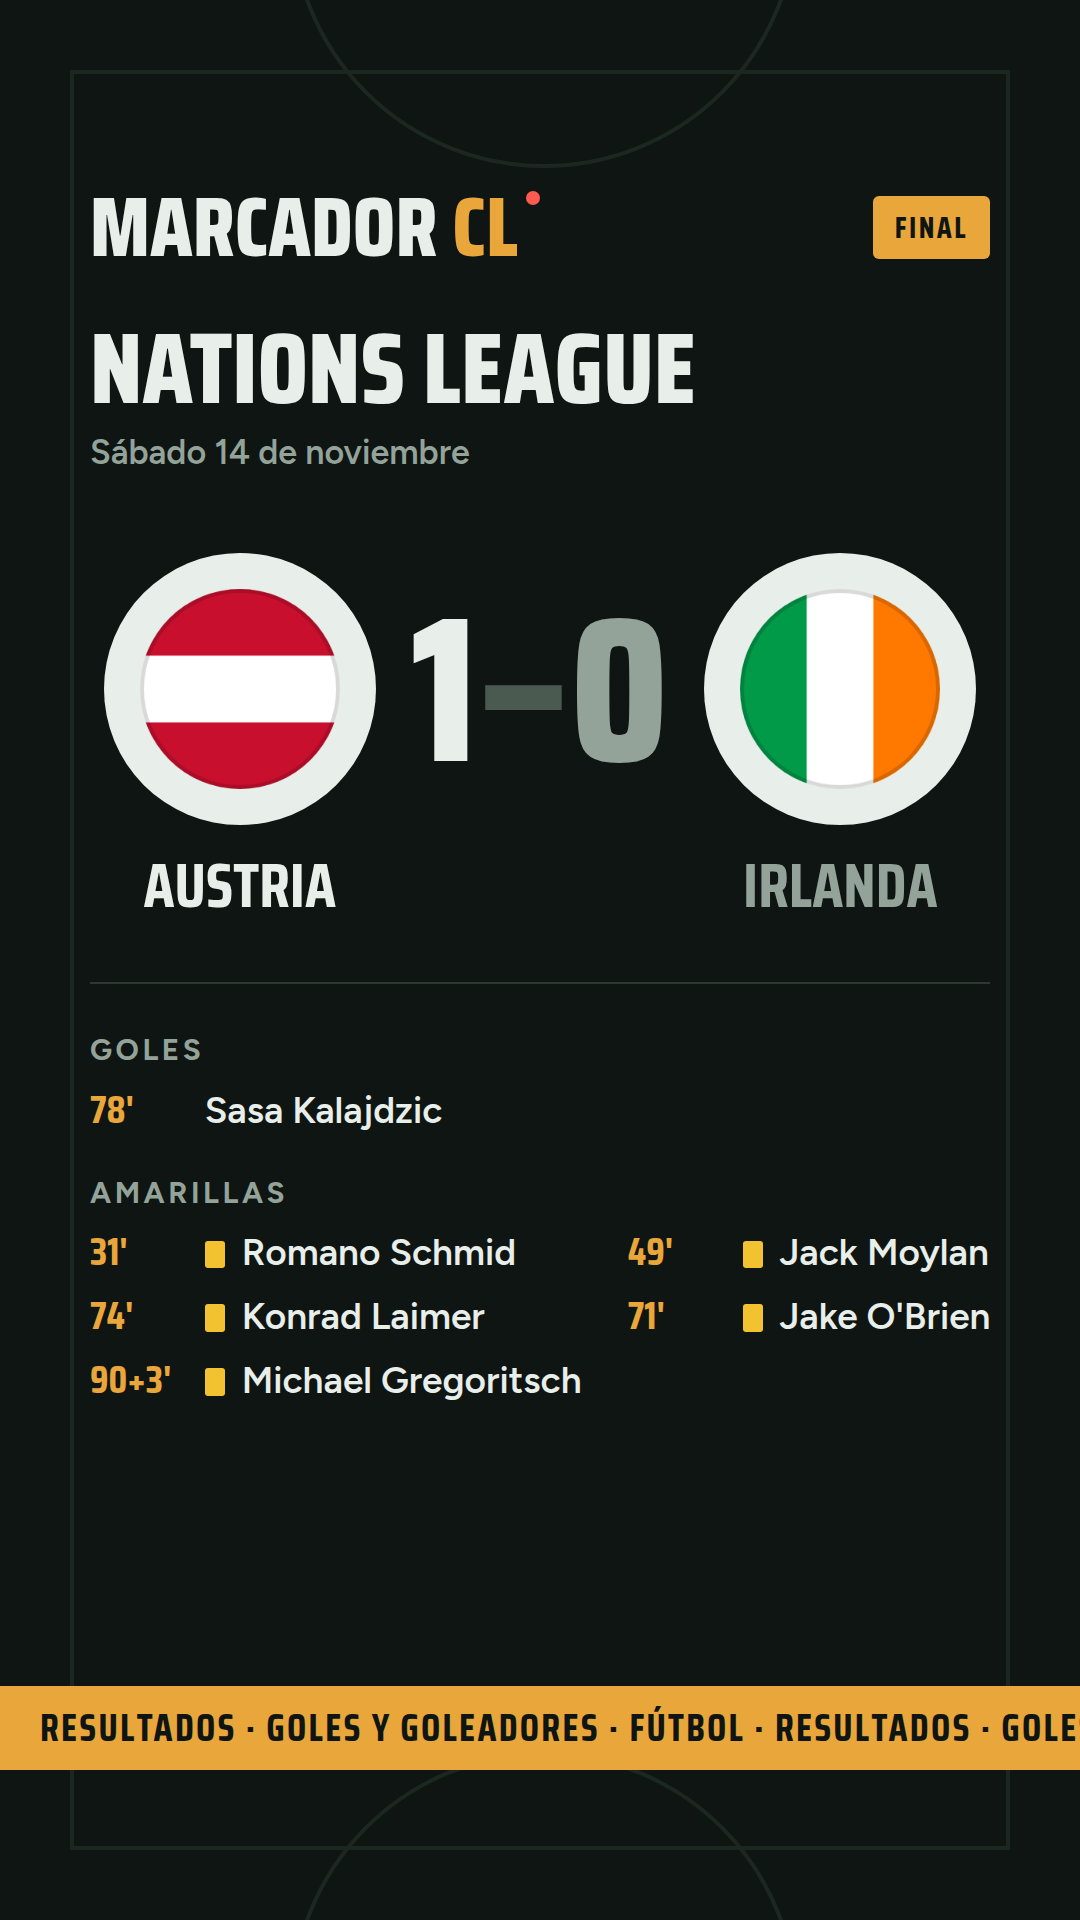 MARCADOR CL
FINAL
NATIONS LEAGUE
Sábado 14 de noviembre
1–0
AUSTRIA
IRLANDA
GOLES
78' Sasa Kalajdzic
AMARILLAS
31' Romano Schmid
49' Jack Moylan
74' Konrad Laimer
71' Jake O'Brien
90+3' Michael Gregoritsch
RESULTADOS · GOLES Y GOLEADORES · FÚTBOL · RESULTADOS · GOLES